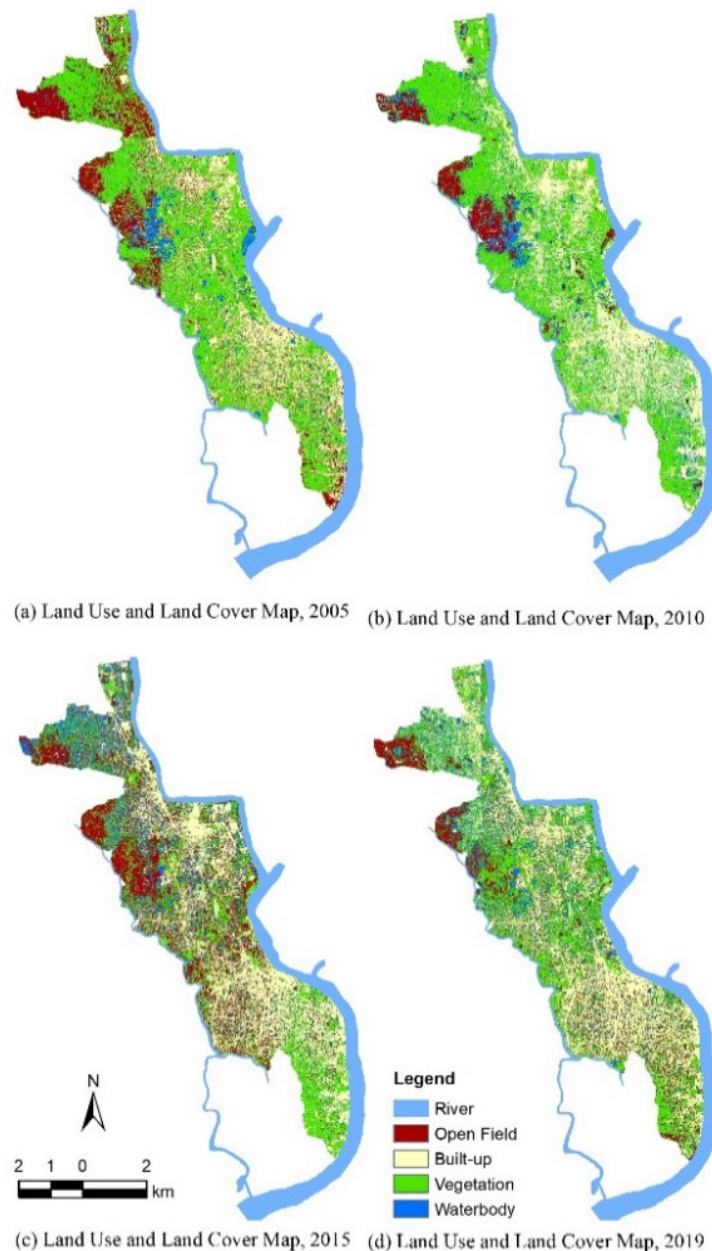 (a) Land Use and Land Cover Map, 2005
(b) Land Use and Land Cover Map, 2010
N
2 1 0 2
km
Legend
River
Open Field
Built-up
Vegetation
Waterbody
(c) Land Use and Land Cover Map, 2015
(d) Land Use and Land Cover Map, 2019